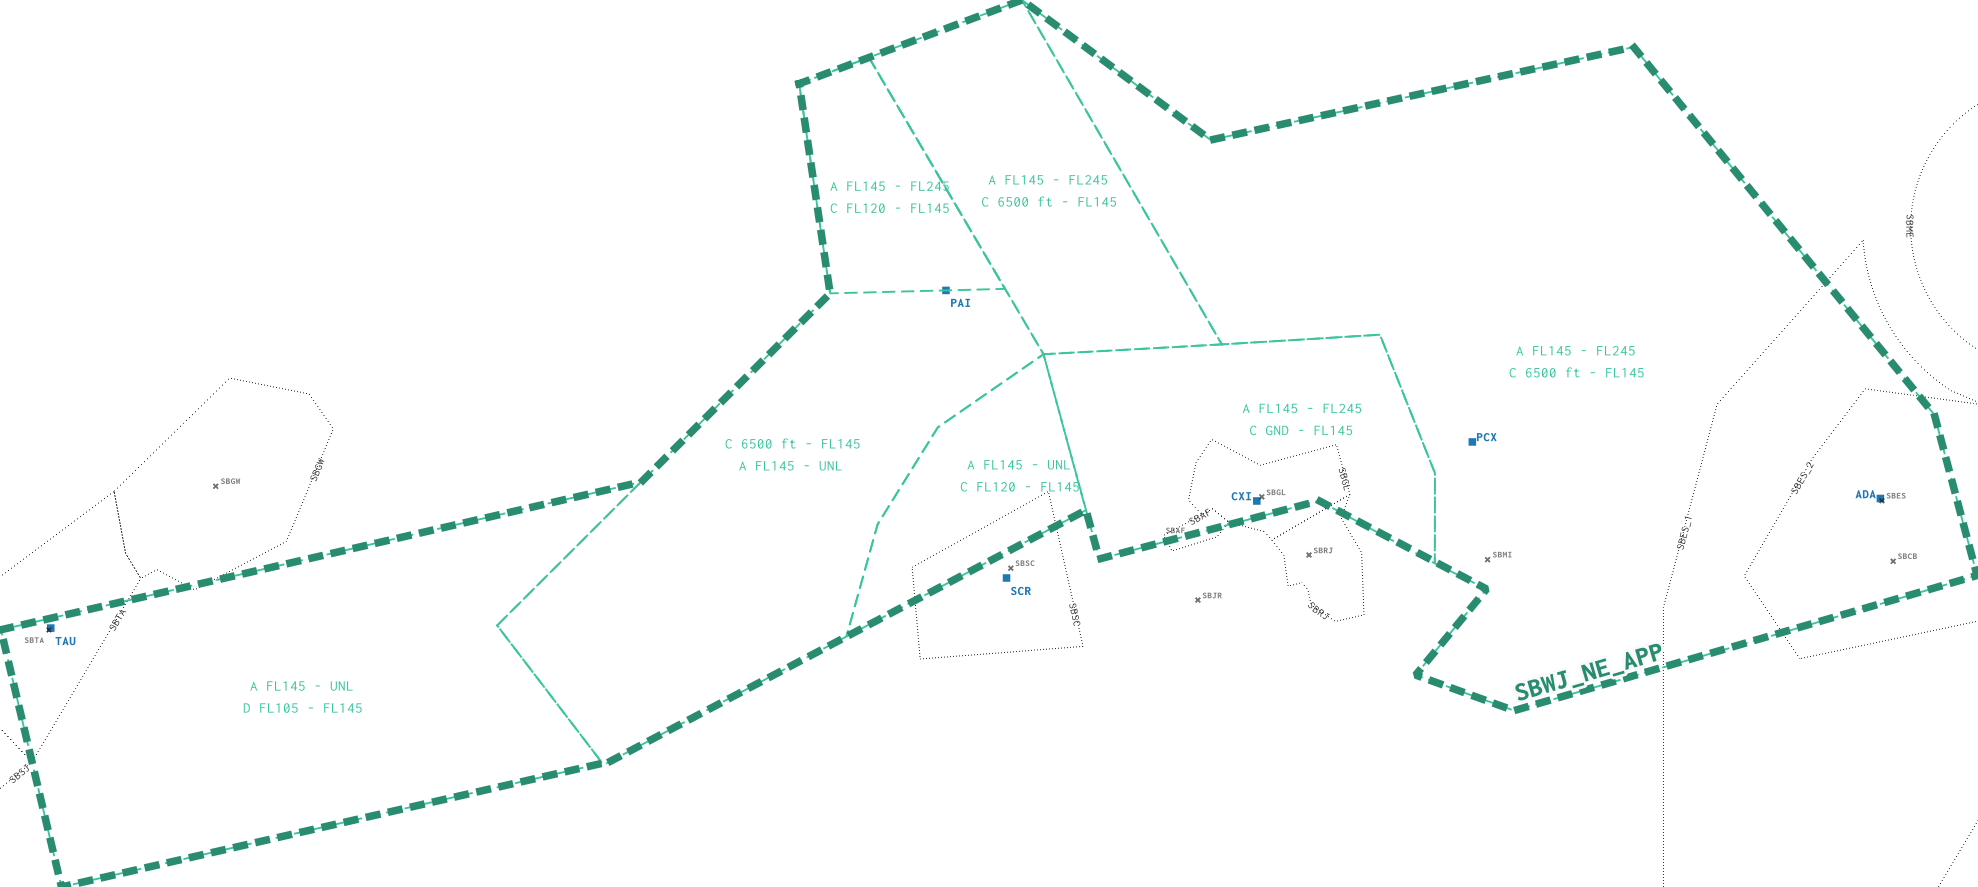 A FL145 - FL245
C FL120 - FL145
A FL145 - FL245
C 6500 ft - FL145
SBME
PAI
A FL145 - FL245
C 6500 ft - FL145
A FL145 - FL245
C GND - FL145
C 6500 ft - FL145
A FL145 - UNL
A FL145 - UNL
C FL120 - FL145
PCX
SBGW
SBGW
SBGL
CXI
SBGL
SBES_2
ADA
SBES
SBAF
SBAF
SBES_1
SBRJ
SBMI
SBCB
SBSC
SCR
SBJR
SBSC
SBRJ
SBTA
SBTA
TAU
A FL145 - UNL
D FL105 - FL145
SBWJ_NE_APP
SBSJ